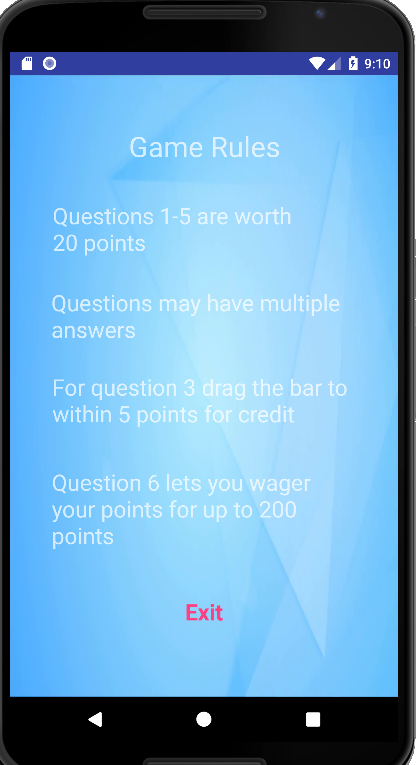 9:10
Game Rules
Questions 1-5 are worth
20 points
Questions may have multiple
answers
For question 3 drag the bar to
within 5 points for credit
Question 6 lets you wager
your points for up to 200
points
Exit